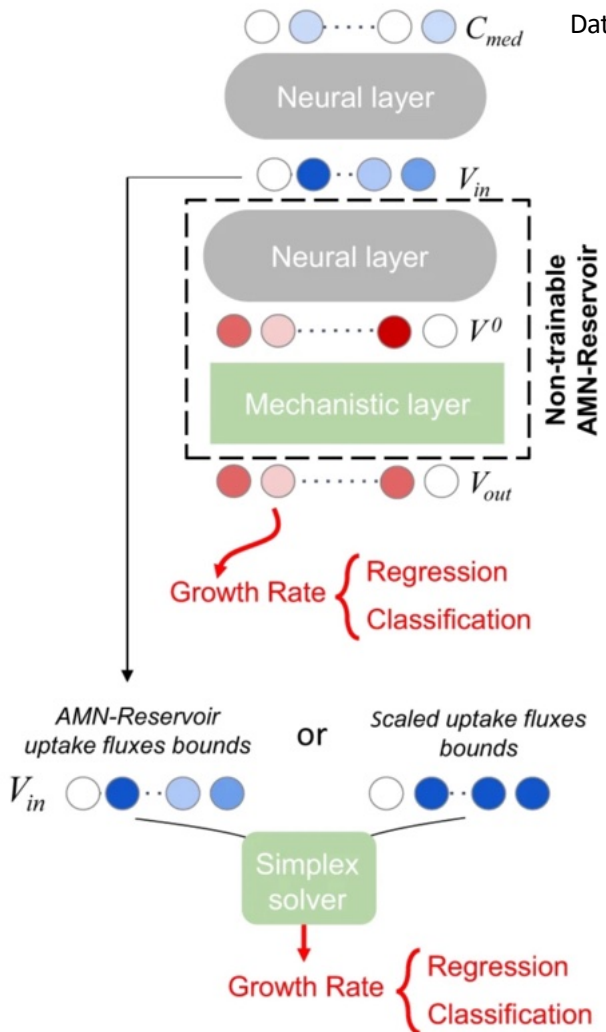 C_med
Dat
Neural layer
V_in
Neural layer
V^0
Mechanistic layer
Non-trainable
AMN-Reservoir
V_out
Growth Rate
Regression
Classification
AMN-Reservoir
uptake fluxes bounds
or
Scaled uptake fluxes
bounds
V_in
Simplex
solver
Growth Rate
Regression
Classification